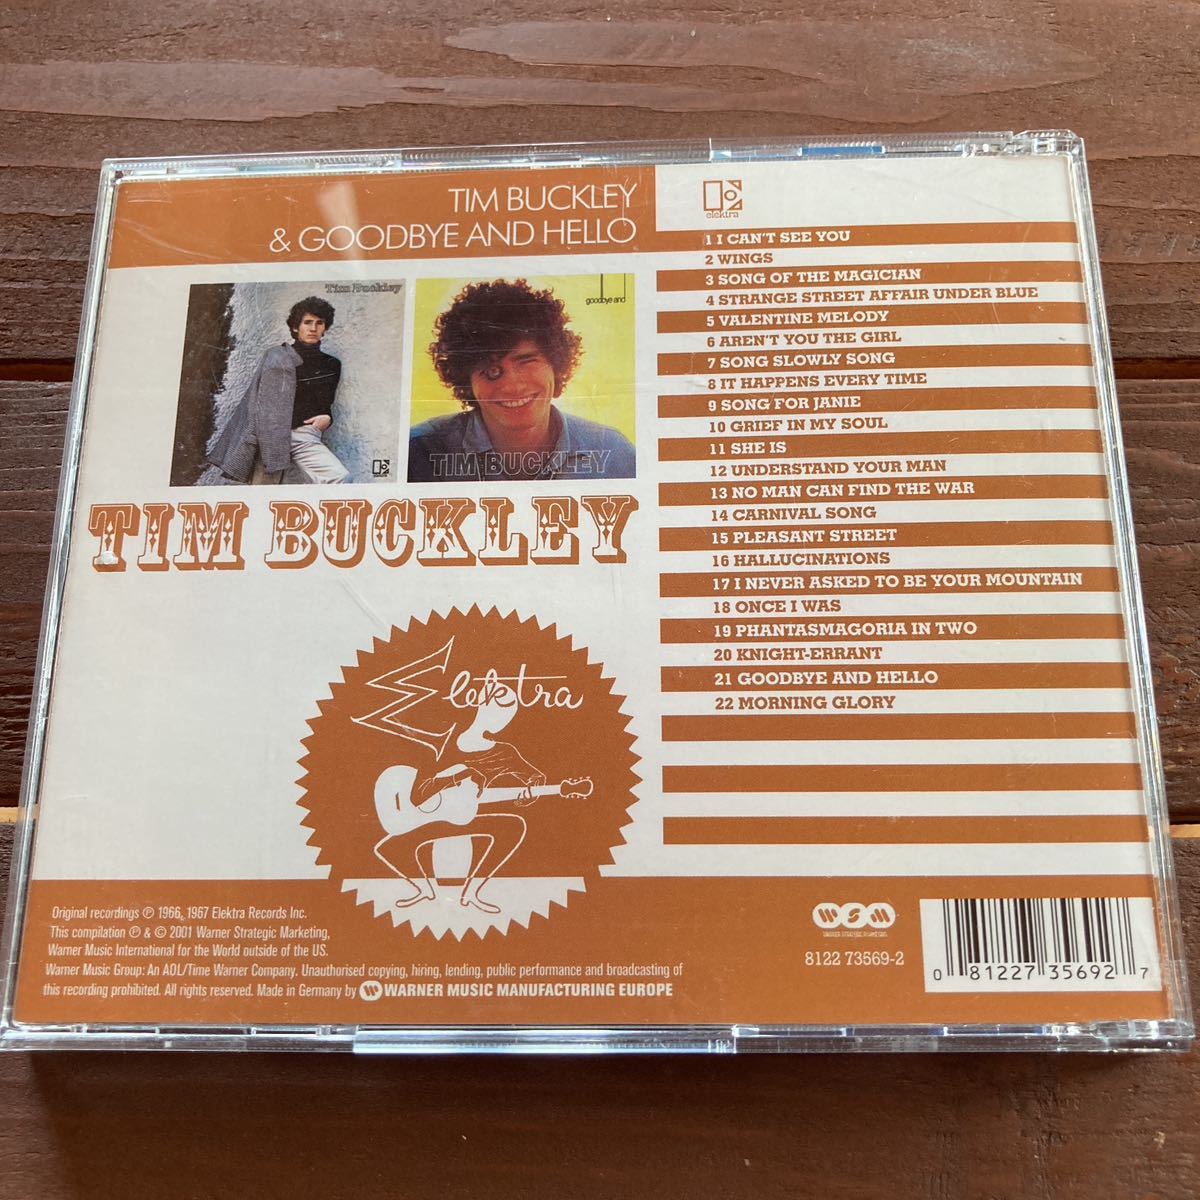 TIM BUCKLEY
& GOODBYE AND HELLO
Tim Buckley
goodbye and
TIM BUCKLEY
TIM BUCKLEY
Elektra
elektra
1 I CAN'T SEE YOU
2 WINGS
3 SONG OF THE MAGICIAN
4 STRANGE STREET AFFAIR UNDER BLUE
5 VALENTINE MELODY
6 AREN'T YOU THE GIRL
7 SONG SLOWLY SONG
8 IT HAPPENS EVERY TIME
9 SONG FOR JANIE
10 GRIEF IN MY SOUL
11 SHE IS
12 UNDERSTAND YOUR MAN
13 NO MAN CAN FIND THE WAR
14 CARNIVAL SONG
15 PLEASANT STREET
16 HALLUCINATIONS
17 I NEVER ASKED TO BE YOUR MOUNTAIN
18 ONCE I WAS
19 PHANTASMAGORIA IN TWO
20 KNIGHT-ERRANT
21 GOODBYE AND HELLO
22 MORNING GLORY
Original recordings ℗ 1966, 1967 Elektra Records Inc.
This compilation ℗ & © 2001 Warner Strategic Marketing,
Warner Music International for the World outside of the US.
Warner Music Group: An AOL/Time Warner Company. Unauthorised copying, hiring, lending, public performance and broadcasting of
this recording prohibited. All rights reserved. Made in Germany by WARNER MUSIC MANUFACTURING EUROPE
8122 73569-2
0 81227 35692 7